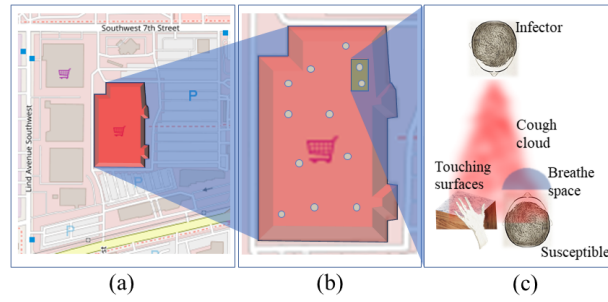 Southwest 7th Street
Lind Avenue Southwest
P
P
P
Infector
Cough
cloud
Touching
surfaces
Breathe
space
Susceptible
(a)
(b)
(c)